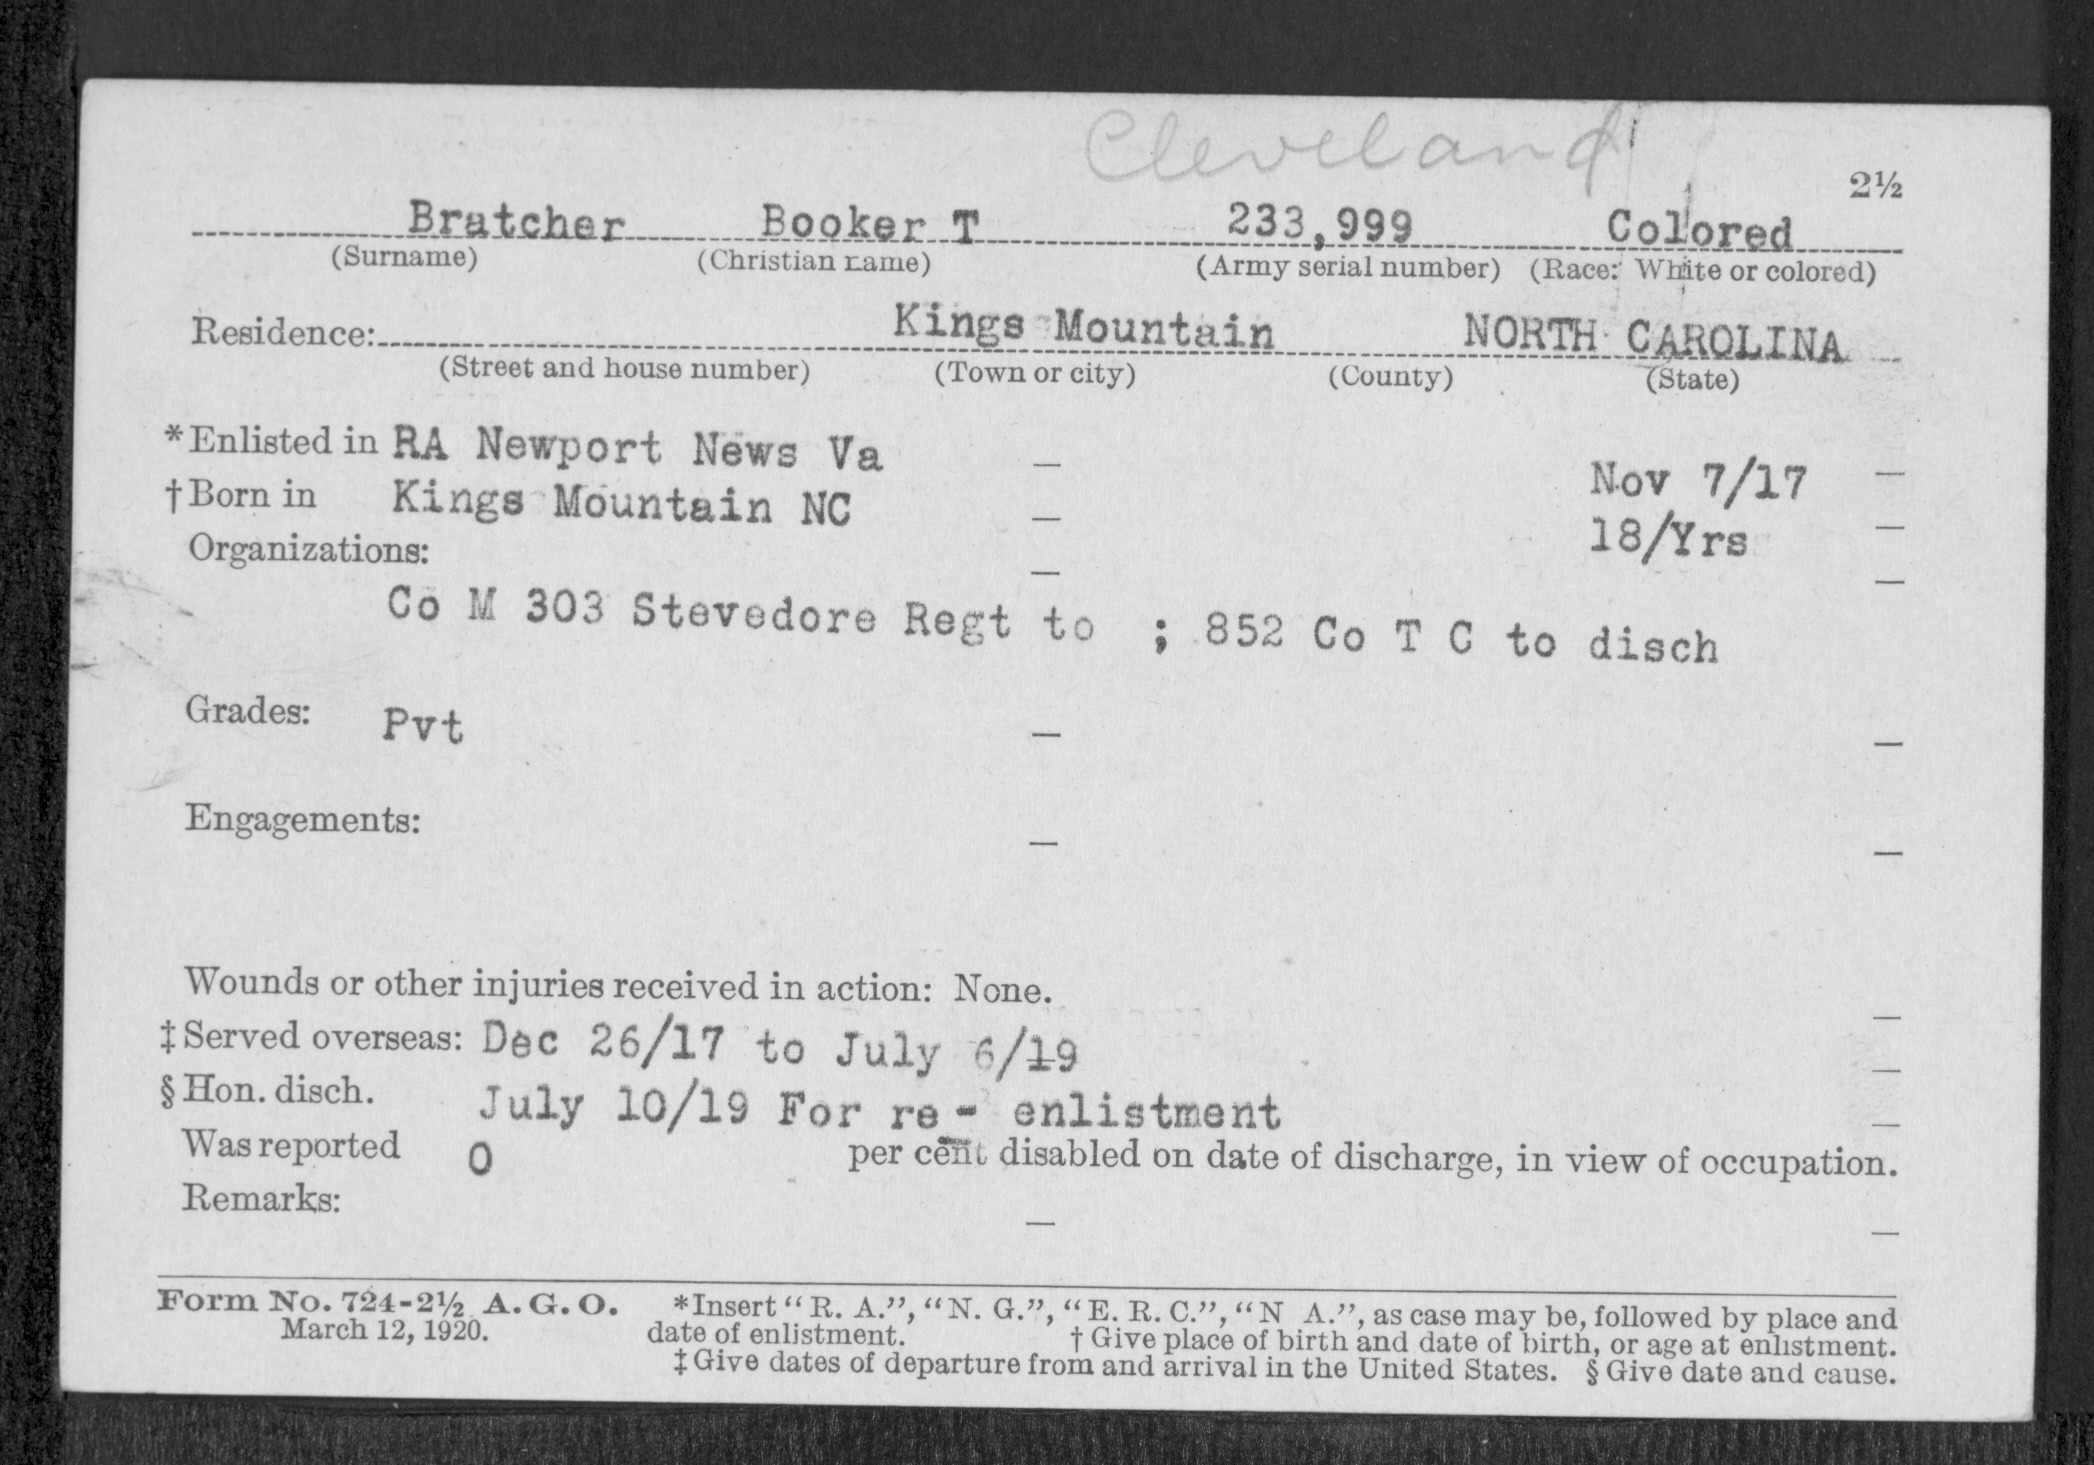 Cleveland
2½
Bratcher Booker T 233,999 Colored
(Surname) (Christian name) (Army serial number) (Race: White or colored)
Residence: Kings Mountain NORTH CAROLINA
(Street and house number) (Town or city) (County) (State)
*Enlisted in RA Newport News Va — Nov 7/17 —
†Born in Kings Mountain NC — 18/Yrs —
Organizations: — —
Co M 303 Stevedore Regt to ; 852 Co T C to disch
Grades: Pvt — —
Engagements: — —
Wounds or other injuries received in action: None. —
‡Served overseas: Dec 26/17 to July 6/19 —
§Hon. disch. July 10/19 For re- enlistment —
Was reported 0 per cent disabled on date of discharge, in view of occupation.
Remarks: — —
Form No. 724-2½ A. G. O. *Insert "R. A.", "N. G.", "E. R. C.", "N A.", as case may be, followed by place and
March 12, 1920. date of enlistment. †Give place of birth and date of birth, or age at enlistment.
‡Give dates of departure from and arrival in the United States. §Give date and cause.